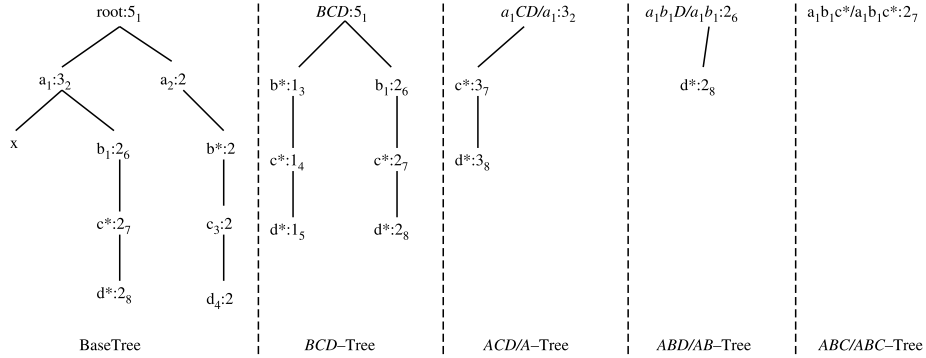 root:5₁ BCD:5₁ a₁CD/a₁:3₂ a₁b₁D/a₁b₁:2₆ a₁b₁c*/a₁b₁c*:2₇
a₁:3₂ a₂:2 b*:1₃ b₁:2₆ c*:3₇ d*:2₈
x b₁:2₆ b*:2 c*:1₄ c*:2₇ d*:3₈
c*:2₇ c₃:2 d*:1₅ d*:2₈
d*:2₈ d₄:2
BaseTree BCD–Tree ACD/A–Tree ABD/AB–Tree ABC/ABC–Tree